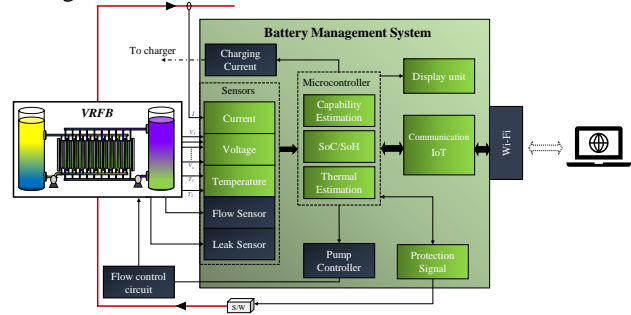 Battery Management System
To charger
Charging
Current
Display unit
Microcontroller
Sensors
Capability
Estimation
VRFB
I
Current
V₁
Voltage
SoC/SoH
Communication
IoT
Wi-Fi
Temperature
Thermal
Estimation
Flow Sensor
Leak Sensor
Pump
Controller
Protection
Signal
Flow control
circuit
S/W